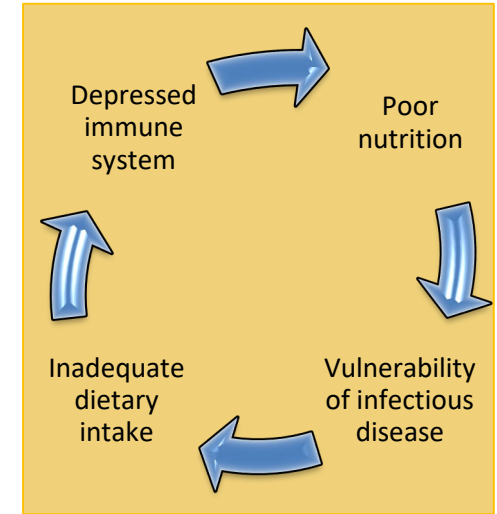 Depressed
immune
system
Poor
nutrition
Vulnerability
of infectious
disease
Inadequate
dietary
intake